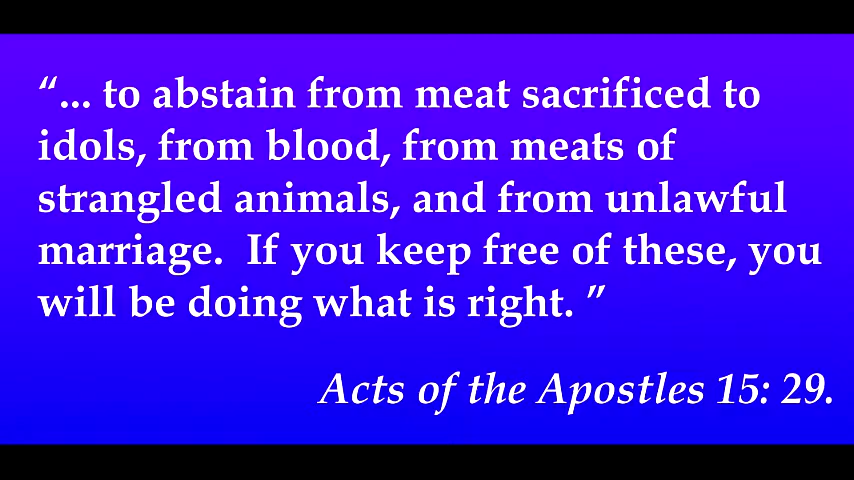 “... to abstain from meat sacrificed to
idols, from blood, from meats of
strangled animals, and from unlawful
marriage.  If you keep free of these, you
will be doing what is right. ”
Acts of the Apostles 15: 29.